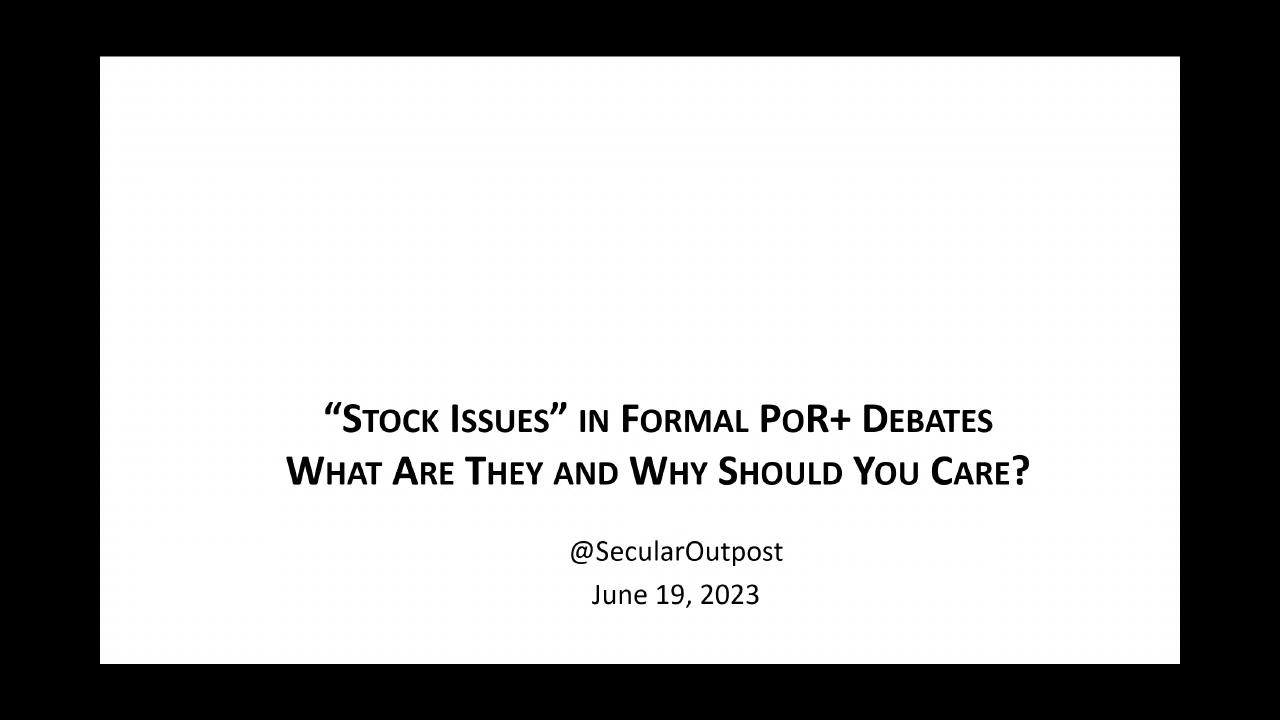 “Stock Issues” in Formal PoR+ Debates
What Are They and Why Should You Care?
@SecularOutpost
June 19, 2023